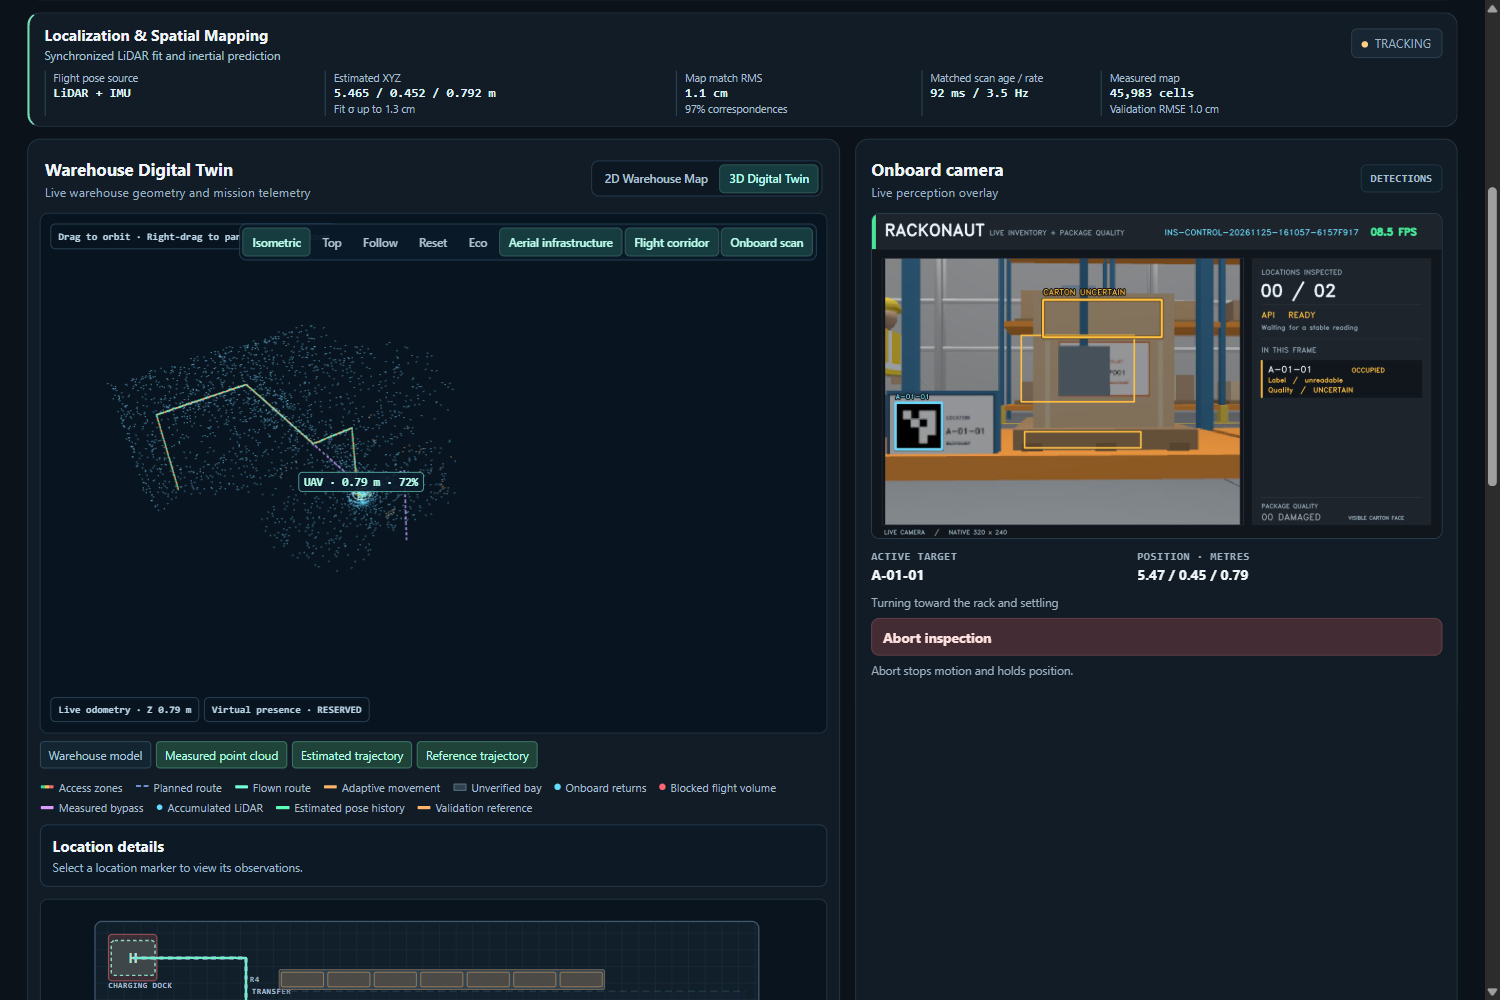 Localization & Spatial Mapping
Synchronized LiDAR fit and inertial prediction
TRACKING
Flight pose source
LiDAR + IMU
Estimated XYZ
5.465 / 0.452 / 0.792 m
Fit σ up to 1.3 cm
Map match RMS
1.1 cm
97% correspondences
Matched scan age / rate
92 ms / 3.5 Hz
Measured map
45,983 cells
Validation RMSE 1.0 cm
Warehouse Digital Twin
Live warehouse geometry and mission telemetry
2D Warehouse Map
3D Digital Twin
Drag to orbit · Right-drag to pan
Isometric
Top
Follow
Reset
Eco
Aerial infrastructure
Flight corridor
Onboard scan
UAV · 0.79 m · 72%
Live odometry · Z 0.79 m
Virtual presence · RESERVED
Warehouse model
Measured point cloud
Estimated trajectory
Reference trajectory
Access zones
Planned route
Flown route
Adaptive movement
Unverified bay
Onboard returns
Blocked flight volume
Measured bypass
Accumulated LiDAR
Estimated pose history
Validation reference
Location details
Select a location marker to view its observations.
H
CHARGING DOCK
R4
TRANSFER
Onboard camera
Live perception overlay
DETECTIONS
RACKONAUT LIVE INVENTORY + PACKAGE QUALITY
INS-CONTROL-20261125-161057-6157F917
08.5 FPS
CARTON UNCERTAIN
A-01-01
LOCATION
A-01-01
LOCATIONS INSPECTED
00 / 02
API READY
Waiting for a stable reading
IN THIS FRAME
A-01-01 OCCUPIED
Label / unreadable
Quality / UNCERTAIN
PACKAGE QUALITY
00 DAMAGED
VISIBLE CARTON FACE
LIVE CAMERA / NATIVE 320 x 240
ACTIVE TARGET
A-01-01
POSITION · METRES
5.47 / 0.45 / 0.79
Turning toward the rack and settling
Abort inspection
Abort stops motion and holds position.